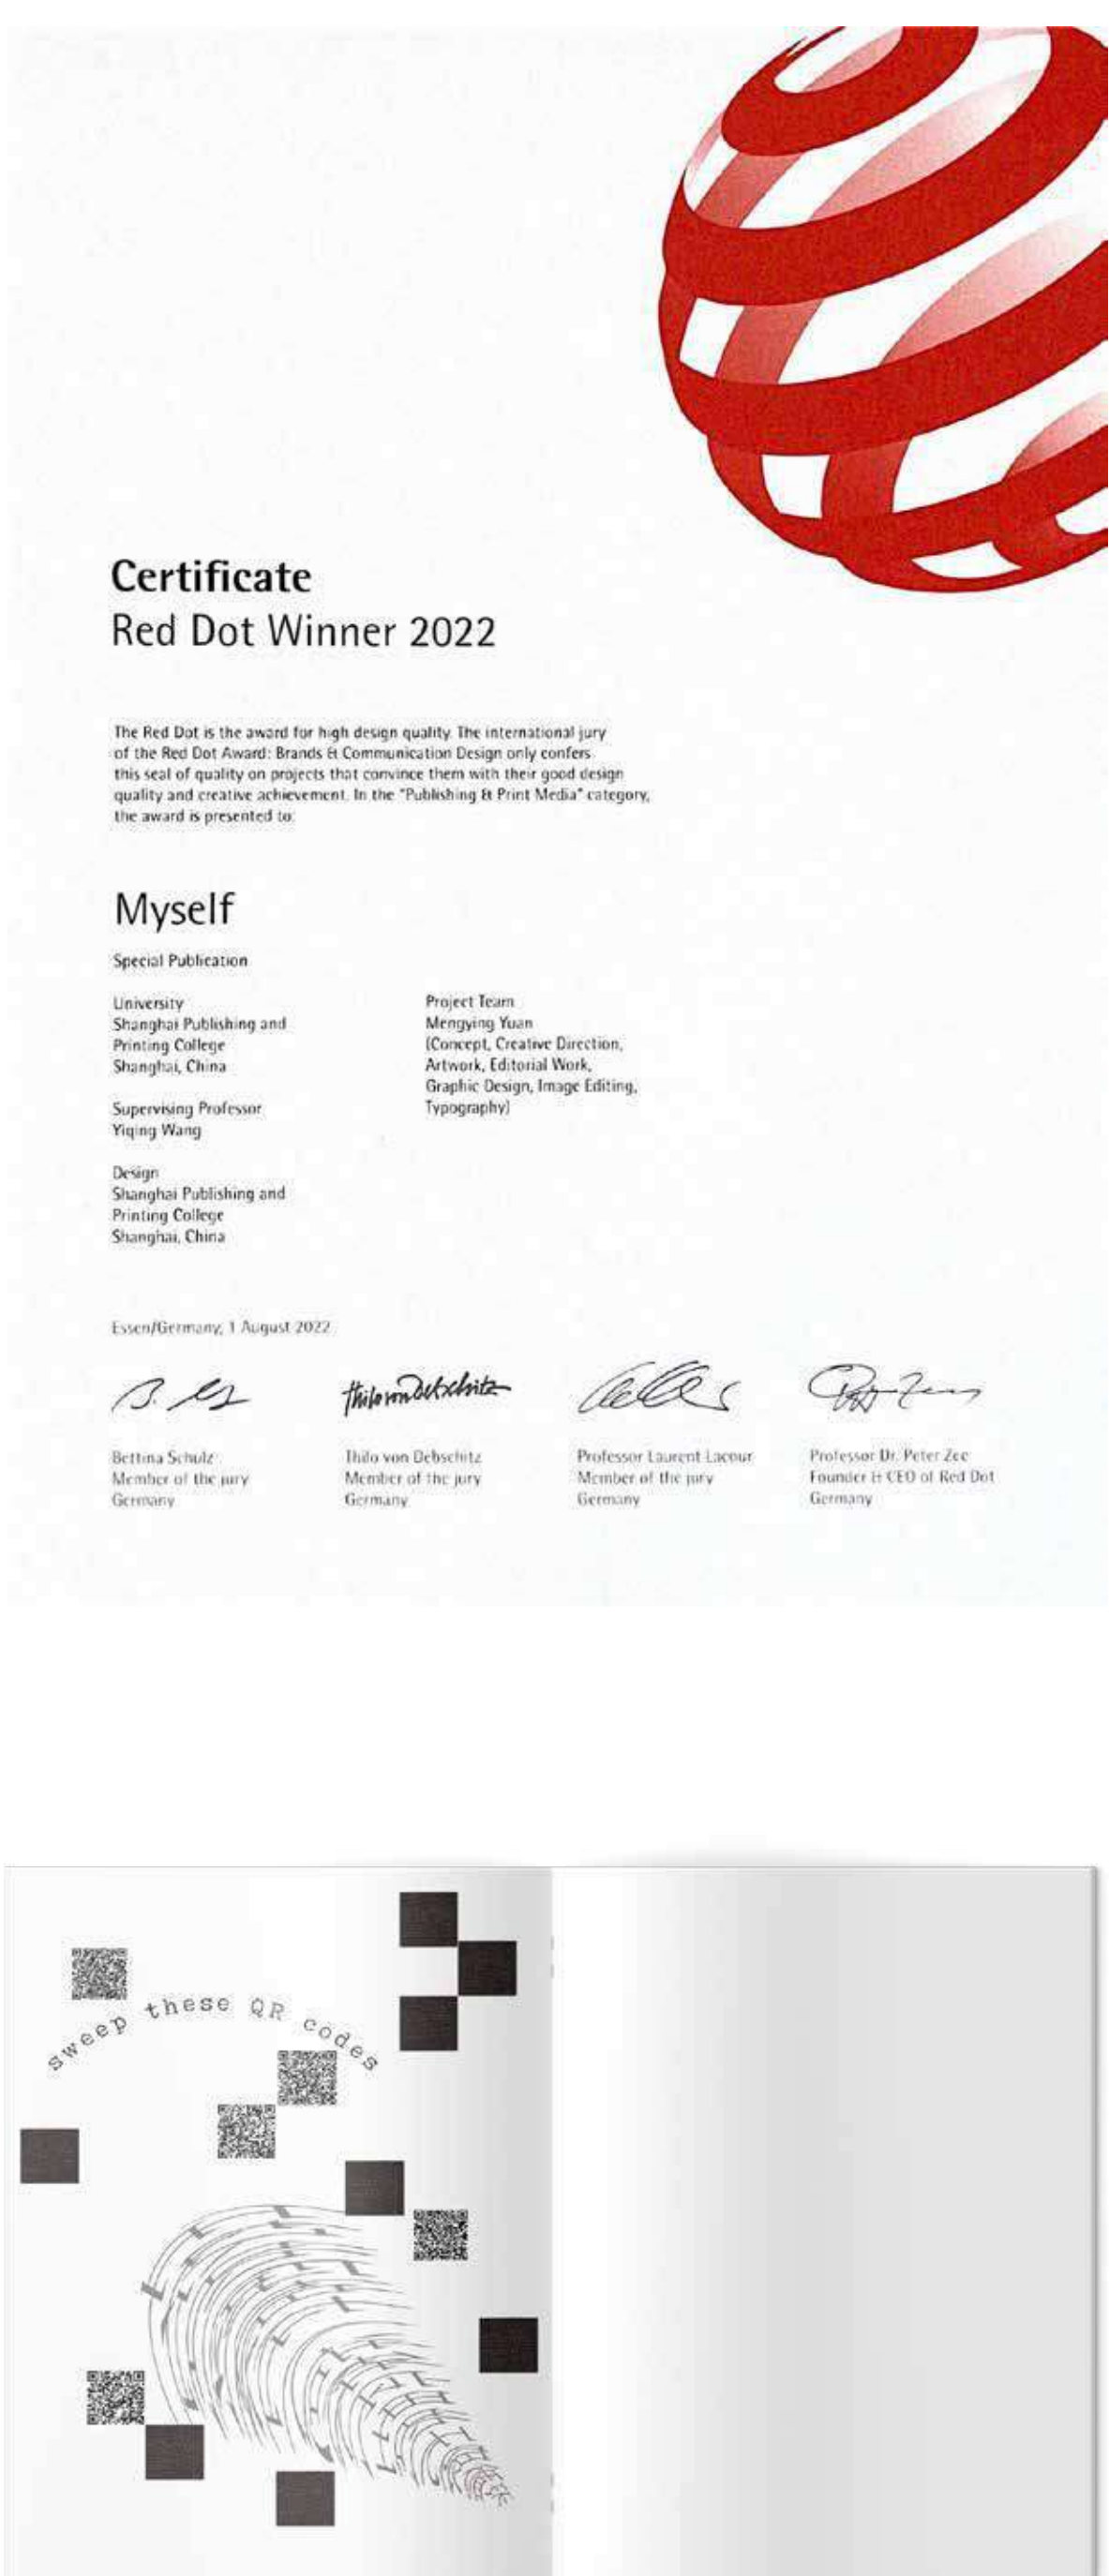 Certificate
Red Dot Winner 2022
The Red Dot is the award for high design quality. The international jury
of the Red Dot Award: Brands & Communication Design only confers
this seal of quality on projects that convince them with their good design
quality and creative achievement. In the "Publishing & Print Media" category,
the award is presented to:
Myself
Special Publication
University
Shanghai Publishing and
Printing College
Shanghai, China
Supervising Professor
Yiqing Wang
Design
Shanghai Publishing and
Printing College
Shanghai, China
Project Team
Mengying Yuan
(Concept, Creative Direction,
Artwork, Editorial Work,
Graphic Design, Image Editing,
Typography)
Essen/Germany, 1 August 2022
Bettina Schulz
Member of the jury
Germany
Thilo von Debschitz
Member of the jury
Germany
Professor Laurent Lacour
Member of the jury
Germany
Professor Dr. Peter Zec
Founder & CEO of Red Dot
Germany
sweep these QR codes